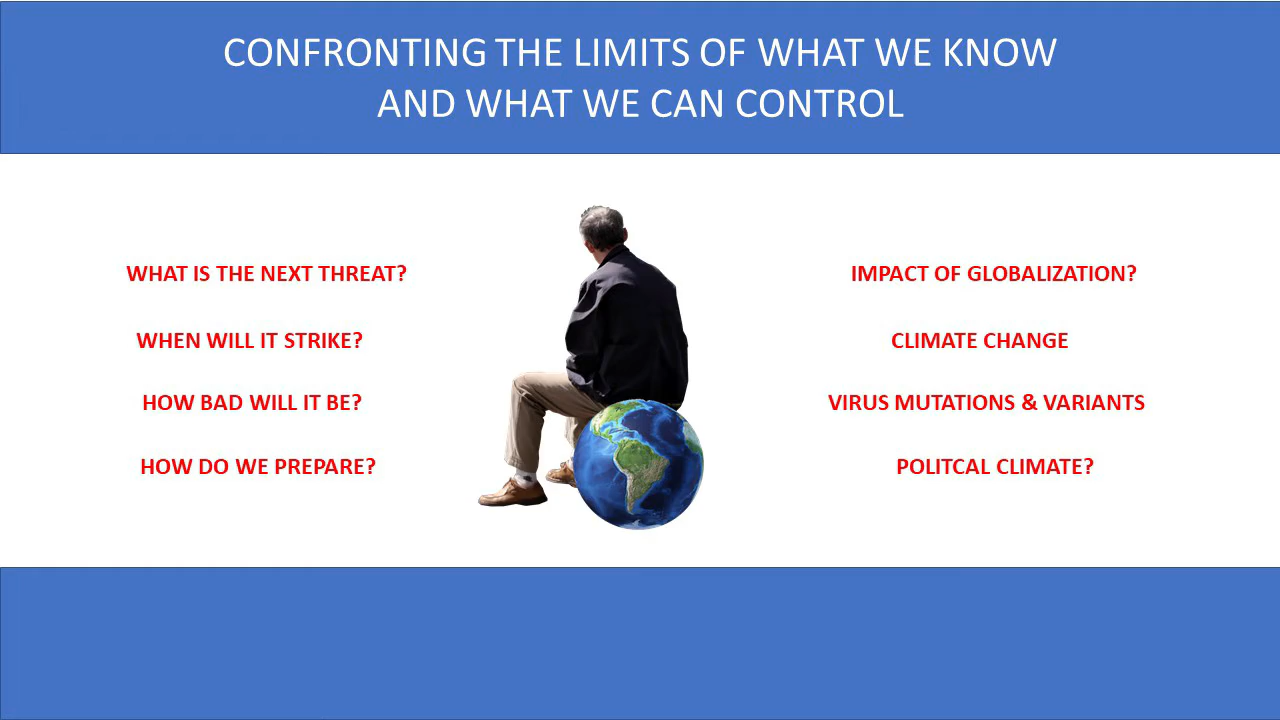 CONFRONTING THE LIMITS OF WHAT WE KNOW
AND WHAT WE CAN CONTROL
WHAT IS THE NEXT THREAT?
WHEN WILL IT STRIKE?
HOW BAD WILL IT BE?
HOW DO WE PREPARE?
IMPACT OF GLOBALIZATION?
CLIMATE CHANGE
VIRUS MUTATIONS & VARIANTS
POLITCAL CLIMATE?